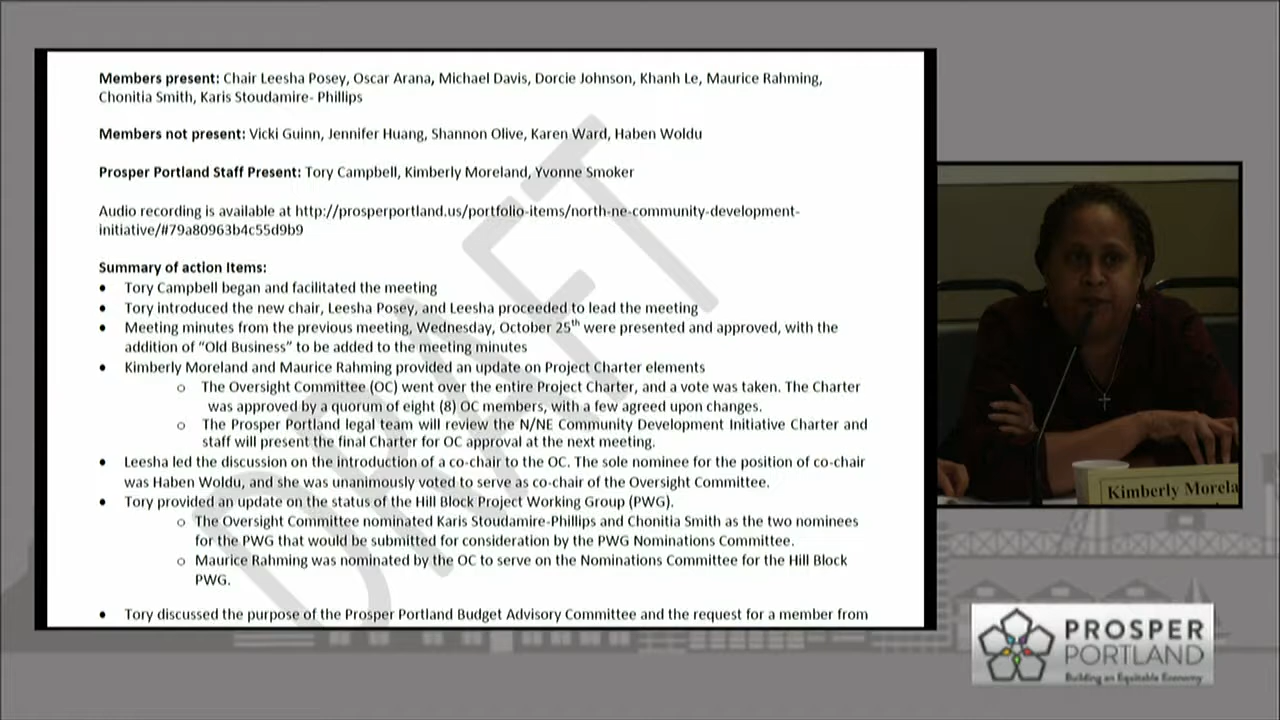 Members present: Chair Leesha Posey, Oscar Arana, Michael Davis, Dorcie Johnson, Khanh Le, Maurice Rahming,
Chonitia Smith, Karis Stoudamire- Phillips
Members not present: Vicki Guinn, Jennifer Huang, Shannon Olive, Karen Ward, Haben Woldu
Prosper Portland Staff Present: Tory Campbell, Kimberly Moreland, Yvonne Smoker
Audio recording is available at http://prosperportland.us/portfolio-items/north-ne-community-development-
initiative/#79a80963b4c55d9b9
Summary of action Items:
• Tory Campbell began and facilitated the meeting
• Tory introduced the new chair, Leesha Posey, and Leesha proceeded to lead the meeting
• Meeting minutes from the previous meeting, Wednesday, October 25th were presented and approved, with the
addition of “Old Business” to be added to the meeting minutes
• Kimberly Moreland and Maurice Rahming provided an update on Project Charter elements
o The Oversight Committee (OC) went over the entire Project Charter, and a vote was taken. The Charter
was approved by a quorum of eight (8) OC members, with a few agreed upon changes.
o The Prosper Portland legal team will review the N/NE Community Development Initiative Charter and
staff will present the final Charter for OC approval at the next meeting.
• Leesha led the discussion on the introduction of a co-chair to the OC. The sole nominee for the position of co-chair
was Haben Woldu, and she was unanimously voted to serve as co-chair of the Oversight Committee.
• Tory provided an update on the status of the Hill Block Project Working Group (PWG).
o The Oversight Committee nominated Karis Stoudamire-Phillips and Chonitia Smith as the two nominees
for the PWG that would be submitted for consideration by the PWG Nominations Committee.
o Maurice Rahming was nominated by the OC to serve on the Nominations Committee for the Hill Block
PWG.
• Tory discussed the purpose of the Prosper Portland Budget Advisory Committee and the request for a member from
DRAFT
Kimberly Morela
PROSPER
PORTLAND
Building an Equitable Economy